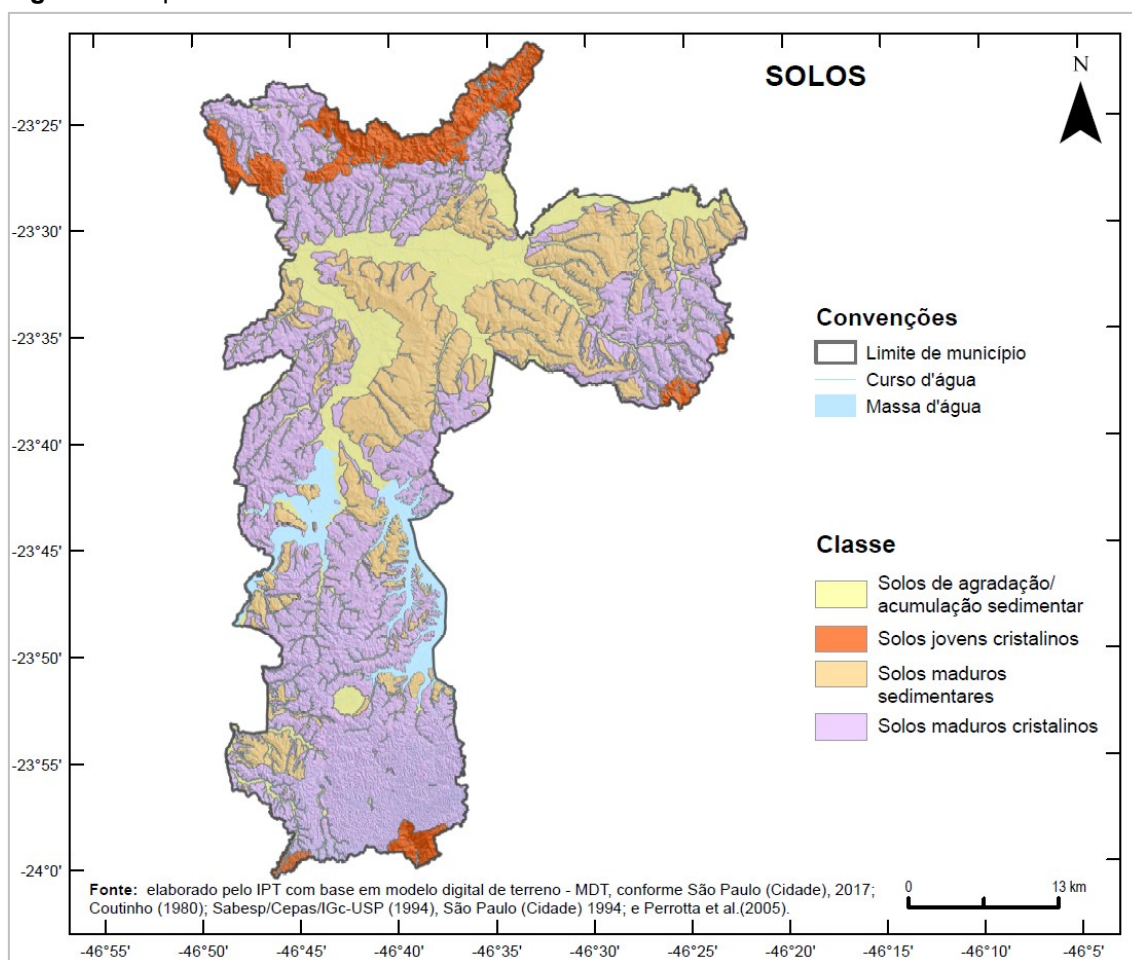 SOLOS
N
-23°25'
-23°30'
-23°35'
-23°40'
-23°45'
-23°50'
-23°55'
-24°0'
Convenções
Limite de município
Curso d'água
Massa d'água
Classe
Solos de agradação/
acumulação sedimentar
Solos jovens cristalinos
Solos maduros
sedimentares
Solos maduros cristalinos
Fonte: elaborado pelo IPT com base em modelo digital de terreno - MDT, conforme São Paulo (Cidade), 2017;
Coutinho (1980); Sabesp/Cepas/IGc-USP (1994), São Paulo (Cidade) 1994; e Perrotta et al.(2005).
0 13 km
-46°55' -46°50' -46°45' -46°40' -46°35' -46°30' -46°25' -46°20' -46°15' -46°10' -46°5'